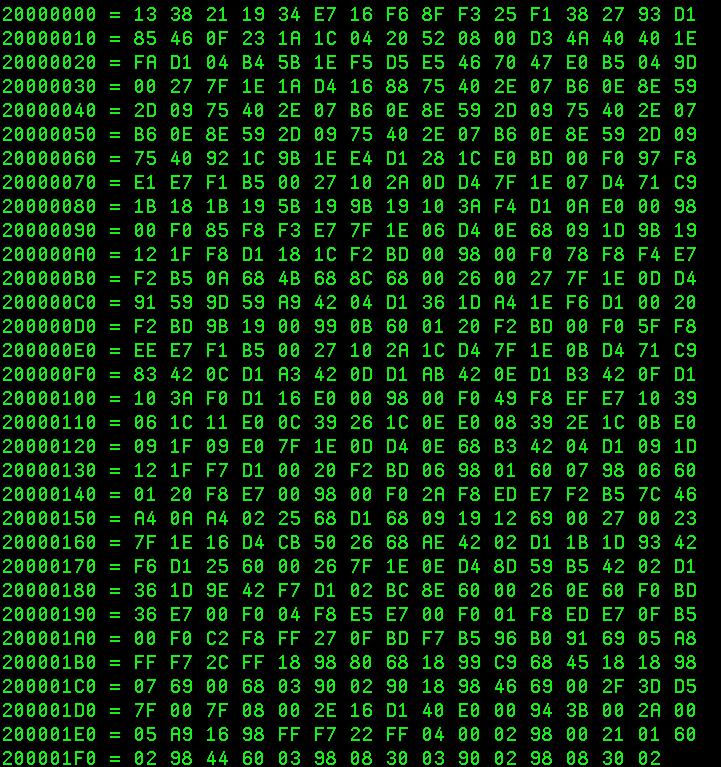 20000000 = 13 38 21 19 34 E7 16 F6 8F F3 25 F1 38 27 93 D1
20000010 = 85 46 0F 23 1A 1C 04 20 52 08 00 D3 4A 40 40 1E
20000020 = FA D1 04 B4 5B 1E F5 D5 E5 46 70 47 E0 B5 04 9D
20000030 = 00 27 7F 1E 1A D4 16 88 75 40 2E 07 B6 0E 8E 59
20000040 = 2D 09 75 40 2E 07 B6 0E 8E 59 2D 09 75 40 2E 07
20000050 = B6 0E 8E 59 2D 09 75 40 2E 07 B6 0E 8E 59 2D 09
20000060 = 75 40 92 1C 9B 1E E4 D1 28 1C E0 BD 00 F0 97 F8
20000070 = E1 E7 F1 B5 00 27 10 2A 0D D4 7F 1E 07 D4 71 C9
20000080 = 1B 18 1B 19 5B 19 9B 19 10 3A F4 D1 0A E0 00 98
20000090 = 00 F0 85 F8 F3 E7 7F 1E 06 D4 0E 68 09 1D 9B 19
200000A0 = 12 1F F8 D1 18 1C F2 BD 00 98 00 F0 78 F8 F4 E7
200000B0 = F2 B5 0A 68 4B 68 8C 68 00 26 00 27 7F 1E 0D D4
200000C0 = 91 59 9D 59 A9 42 04 D1 36 1D A4 1E F6 D1 00 20
200000D0 = F2 BD 9B 19 00 99 0B 60 01 20 F2 BD 00 F0 5F F8
200000E0 = EE E7 F1 B5 00 27 10 2A 1C D4 7F 1E 0B D4 71 C9
200000F0 = 83 42 0C D1 A3 42 0D D1 AB 42 0E D1 B3 42 0F D1
20000100 = 10 3A F0 D1 16 E0 00 98 00 F0 49 F8 EF E7 10 39
20000110 = 06 1C 11 E0 0C 39 26 1C 0E E0 08 39 2E 1C 0B E0
20000120 = 09 1F 09 E0 7F 1E 0D D4 0E 68 B3 42 04 D1 09 1D
20000130 = 12 1F F7 D1 00 20 F2 BD 06 98 01 60 07 98 06 60
20000140 = 01 20 F8 E7 00 98 00 F0 2A F8 ED E7 F2 B5 7C 46
20000150 = A4 0A A4 02 25 68 D1 68 09 19 12 69 00 27 00 23
20000160 = 7F 1E 16 D4 CB 50 26 68 AE 42 02 D1 1B 1D 93 42
20000170 = F6 D1 25 60 00 26 7F 1E 0E D4 8D 59 B5 42 02 D1
20000180 = 36 1D 9E 42 F7 D1 02 BC 8E 60 00 26 0E 60 F0 BD
20000190 = 36 E7 00 F0 04 F8 E5 E7 00 F0 01 F8 ED E7 0F B5
200001A0 = 00 F0 C2 F8 FF 27 0F BD F7 B5 96 B0 91 69 05 A8
200001B0 = FF F7 2C FF 18 98 80 68 18 99 C9 68 45 18 18 98
200001C0 = 07 69 00 68 03 90 02 90 18 98 46 69 00 2F 3D D5
200001D0 = 7F 00 7F 08 00 2E 16 D1 40 E0 00 94 3B 00 2A 00
200001E0 = 05 A9 16 98 FF F7 22 FF 04 00 02 98 00 21 01 60
200001F0 = 02 98 44 60 03 98 08 30 03 90 02 98 08 30 02